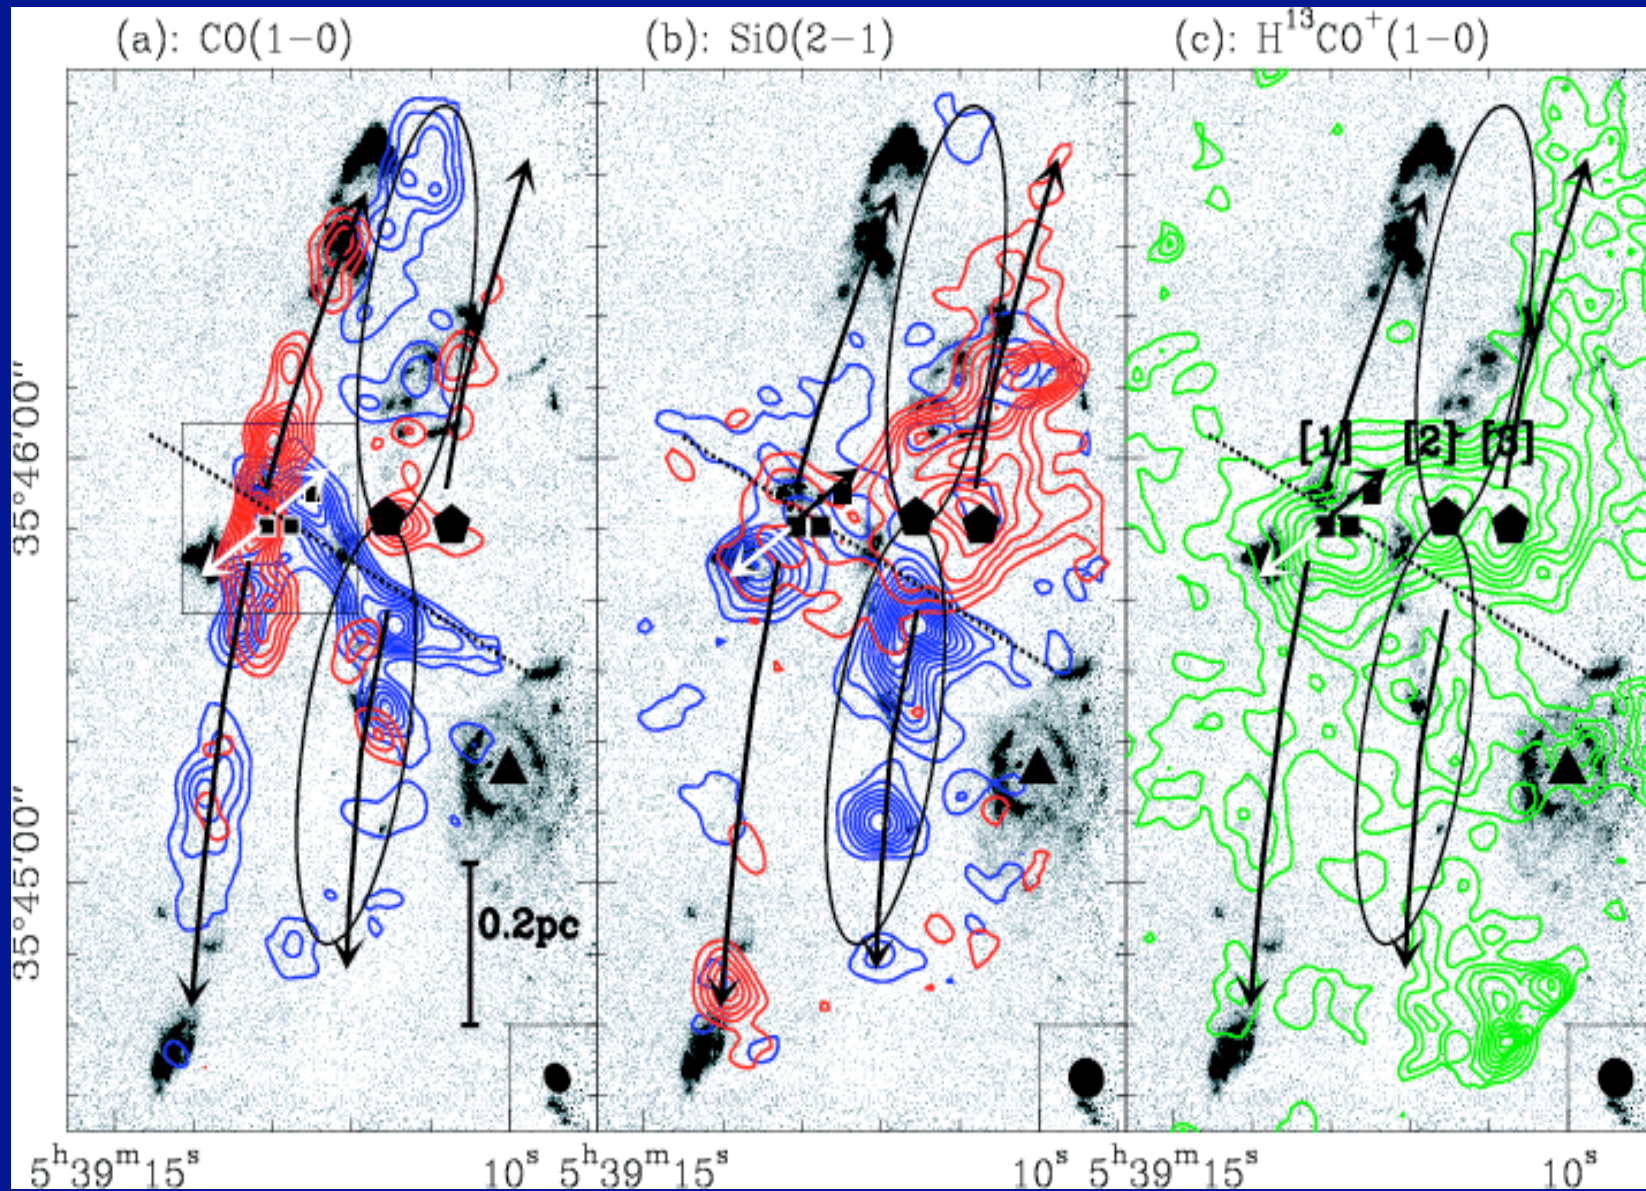 (a): CO(1−0) (b): SiO(2−1) (c): H¹³CO⁺(1−0)
35°46'00"
[1] [2] [3]
35°45'00"
0.2pc
5ʰ39ᵐ15ˢ 10ˢ 5ʰ39ᵐ15ˢ 10ˢ 5ʰ39ᵐ15ˢ 10ˢ